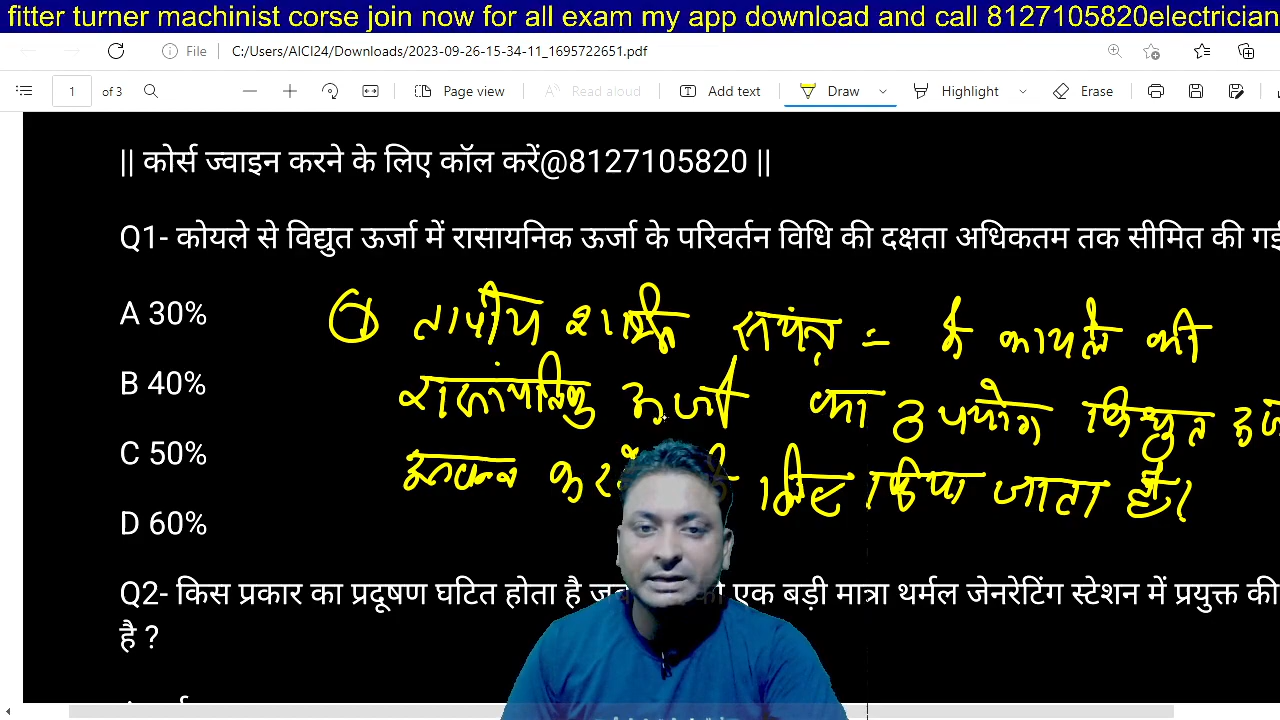 fitter turner machinist corse join now for all exam my app download and call 8127105820electrician
File C:/Users/AICI24/Downloads/2023-09-26-15-34-11_1695722651.pdf
1 of 3 Page view Read aloud Add text Draw Highlight Erase
|| कोर्स ज्वाइन करने के लिए कॉल करें@8127105820 ||
Q1- कोयले से विद्युत ऊर्जा में रासायनिक ऊर्जा के परिवर्तन विधि की दक्षता अधिकतम तक सीमित की गई
A 30%
B 40%
C 50%
D 60%
तापीय शक्ति सयंत्र = के कायले की
ऊर्जा का उपयोग विधुत
लिए किया जाता है।
Q2- किस प्रकार का प्रदूषण घटित होता है एक बड़ी मात्रा थर्मल जेनरेटिंग स्टेशन में प्रयुक्त की
है ?